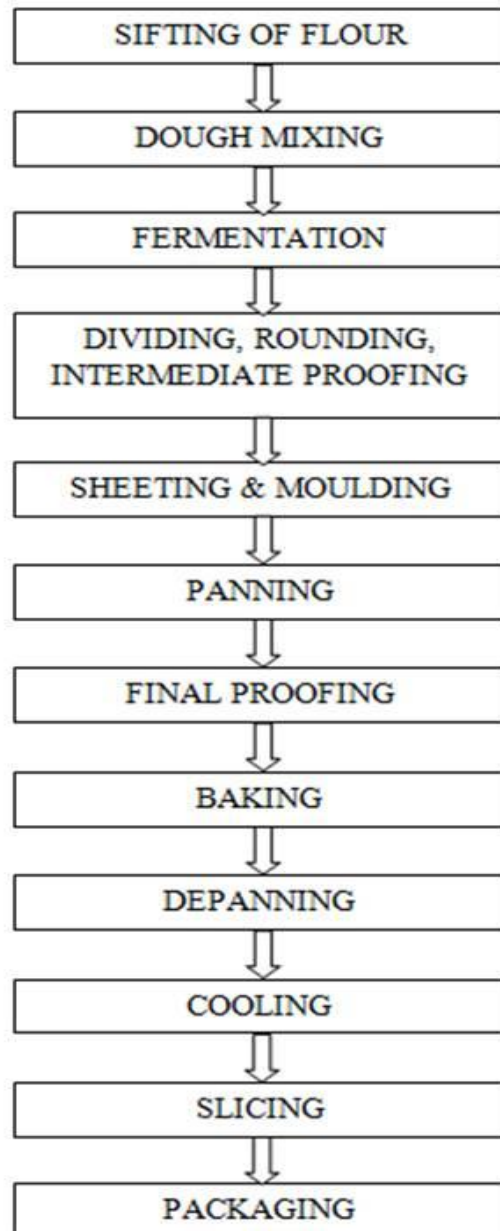 SIFTING OF FLOUR
DOUGH MIXING
FERMENTATION
DIVIDING, ROUNDING,
INTERMEDIATE PROOFING
SHEETING & MOULDING
PANNING
FINAL PROOFING
BAKING
DEPANNING
COOLING
SLICING
PACKAGING